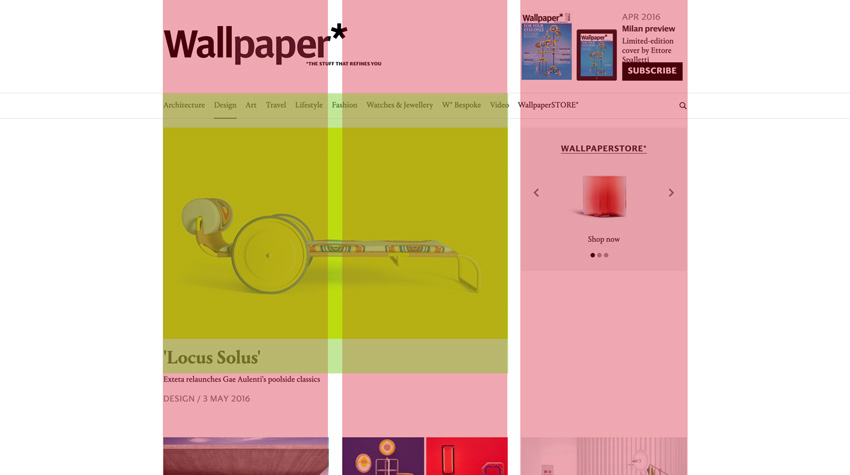 Wallpaper*
*THE STUFF THAT REFINES YOU
Wallpaper*
Wallpaper*
APR 2016
Milan preview
Limited-edition
cover by Ettore
Spalletti
SUBSCRIBE
Architecture Design Art Travel Lifestyle Fashion Watches & Jewellery W* Bespoke Video WallpaperSTORE*
WALLPAPERSTORE*
Shop now
'Locus Solus'
Exteta relaunches Gae Aulenti's poolside classics
DESIGN / 3 MAY 2016